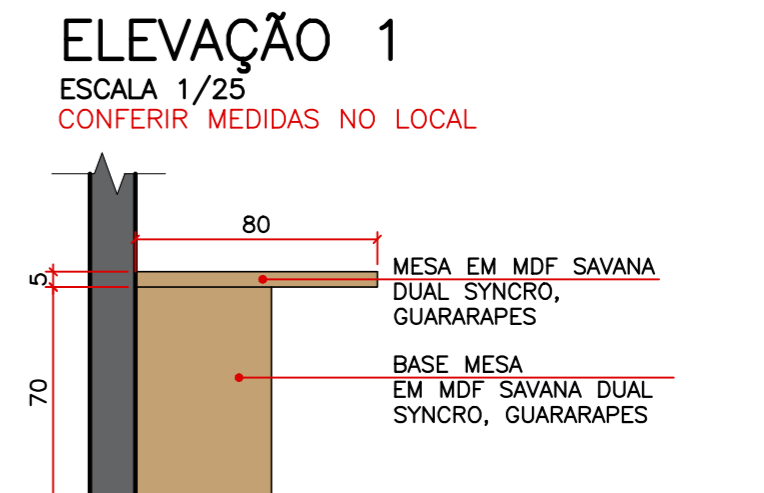 ELEVAÇÃO 1
ESCALA 1/25
CONFERIR MEDIDAS NO LOCAL
80
5
MESA EM MDF SAVANA
DUAL SYNCRO,
GUARARAPES
70
BASE MESA
EM MDF SAVANA DUAL
SYNCRO, GUARARAPES